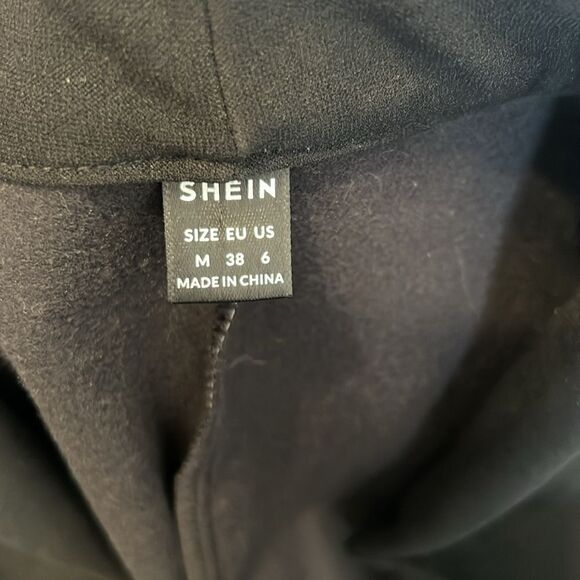 SHEIN
SIZE EU US
M 38 6
MADE IN CHINA